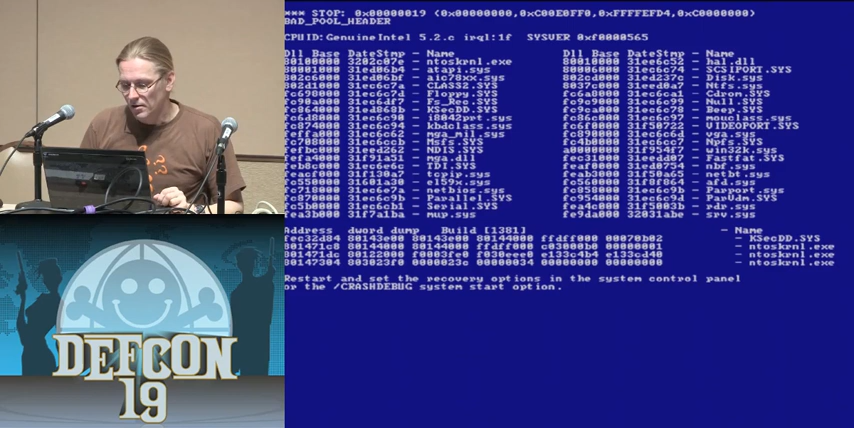 *** STOP: 0x00000019 (0x00000000,0xC00E0FF0,0xFFFFEFD4,0xC0000000)
BAD_POOL_HEADER
CPUID:GenuineIntel 5.2.c irql:1f SYSVER 0xf0000565
Dll Base DateStmp - Name Dll Base DateStmp - Name
80100000 3202c07e - ntoskrnl.exe 80010000 31ee6c52 - hal.dll
80001000 31ed06b4 - atapi.sys 80006000 31ec6c74 - SCSIPORT.SYS
802c6000 31ed06bf - aic78xx.sys 802cd000 31ed237c - Disk.sys
802d1000 31ec6c7a - CLASS2.SYS 8037c000 31eed0a7 - Ntfs.sys
fc698000 31ec6c7d - Floppy.SYS fc6a8000 31ec6ca1 - Cdrom.SYS
fc90a000 31ec6df7 - Fs_Rec.SYS fc9c9000 31ec6c99 - Null.SYS
fc864000 31ed868b - KSecDD.SYS fc9ca000 31ec6c78 - Beep.SYS
fc6d8000 31ec6c90 - i8042prt.sys fc86c000 31ec6c97 - mouclass.sys
fc874000 31ec6c94 - kbdclass.sys fc6f0000 31f50722 - VIDEOPORT.SYS
feffa000 31ec6c62 - mga_mil.sys fc890000 31ec6c6d - vga.sys
fc708000 31ec6ccb - Msfs.SYS fc4b0000 31ec6cc7 - Npfs.SYS
fefbc000 31eed262 - NDIS.SYS a0000000 31f954f7 - win32k.sys
fefa4000 31f91a51 - mga.dll fec31000 31eedd07 - Fastfat.SYS
feb8c000 31ec6e6c - TDI.SYS feaf0000 31ed0754 - nbf.sys
feacf000 31f130a7 - tcpip.sys feab3000 31f50a65 - netbt.sys
fc550000 31601a30 - el59x.sys fc560000 31f8f864 - afd.sys
fc718000 31ec6e7a - netbios.sys fc858000 31ec6c9b - Parport.sys
fc870000 31ec6c9b - Parallel.SYS fc954000 31ec6c9d - ParVdm.SYS
fc5b0000 31ec6cb1 - Serial.SYS fea4c000 31f5003b - rdr.sys
fea3b000 31f7a1ba - mup.sys fe9da000 32031abe - srv.sys
Address dword dump Build [1381] - Name
fec32d84 80143e00 80143e00 80144000 ffdff000 00070b02 - KSecDD.SYS
801471c8 80144000 80144000 ffdff000 c03000b0 00000001 - ntoskrnl.exe
801471dc 80122000 f0003fe0 f030eee0 e133c4b4 e133cd40 - ntoskrnl.exe
80147304 803023f0 0000023c 00000034 00000000 00000000 - ntoskrnl.exe
Restart and set the recovery options in the system control panel
or the /CRASHDEBUG system start option.
DEFCON
19